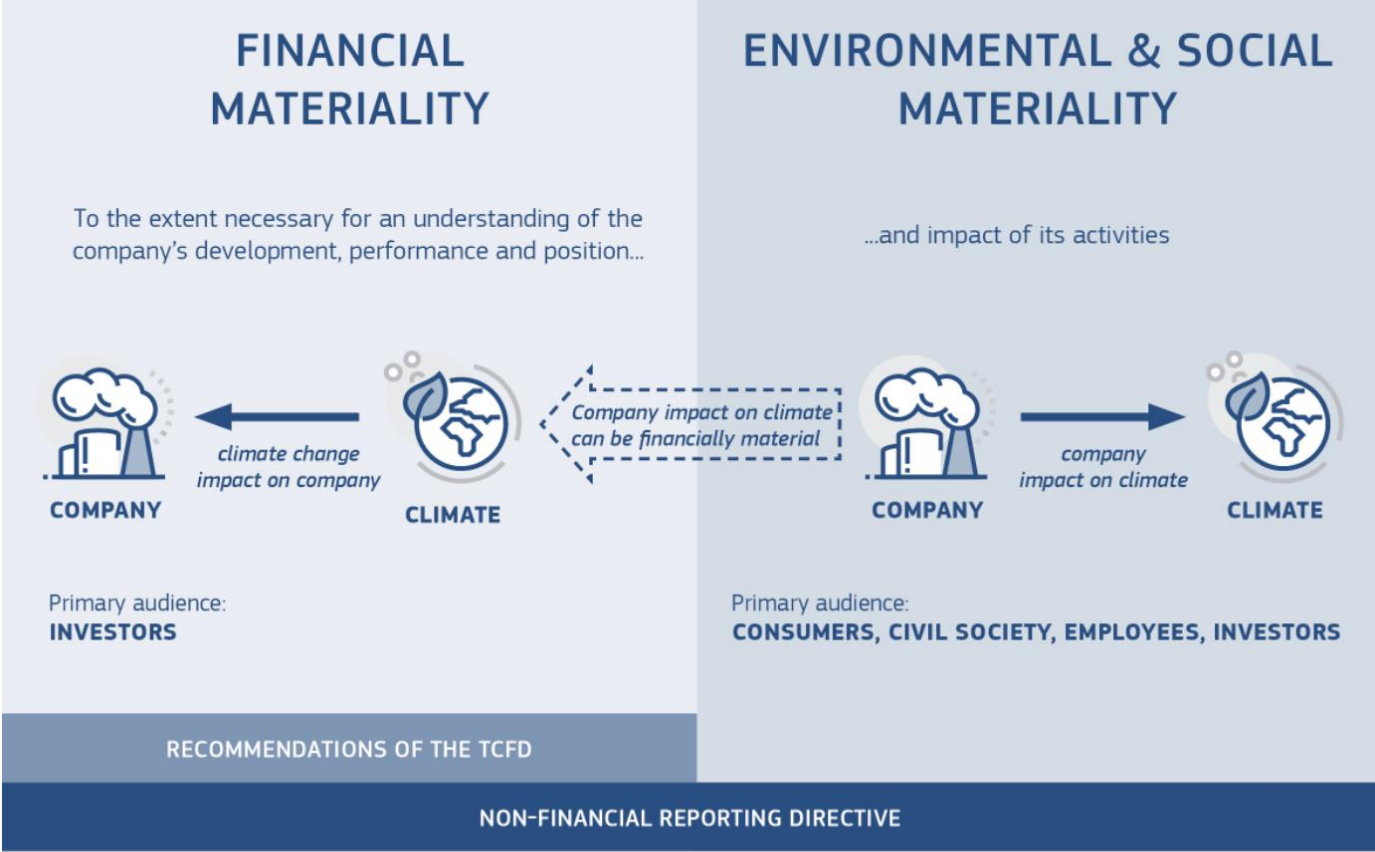 FINANCIAL
MATERIALITY
To the extent necessary for an understanding of the
company’s development, performance and position...
climate change
impact on company
COMPANY
CLIMATE
Primary audience:
INVESTORS
RECOMMENDATIONS OF THE TCFD
Company impact on climate
can be financially material
ENVIRONMENTAL & SOCIAL
MATERIALITY
...and impact of its activities
company
impact on climate
COMPANY
CLIMATE
Primary audience:
CONSUMERS, CIVIL SOCIETY, EMPLOYEES, INVESTORS
NON-FINANCIAL REPORTING DIRECTIVE